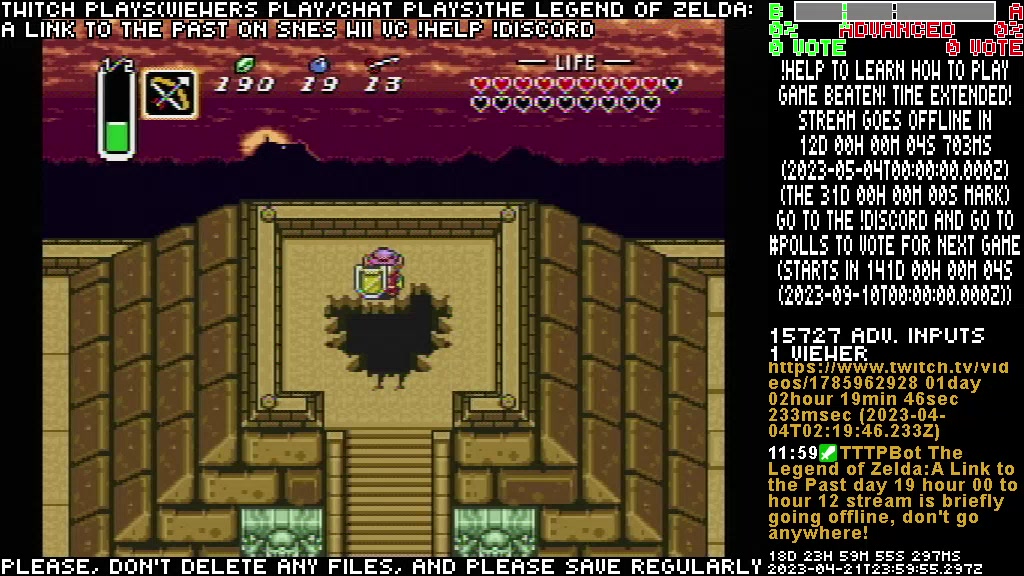 TWITCH PLAYS(VIEWERS PLAY/CHAT PLAYS)THE LEGEND OF ZELDA:
A LINK TO THE PAST ON SNES WII VC !HELP !DISCORD
B A
0% ADVANCED 0%
0 VOTE 0 VOTE
1/2
190 19 13
— LIFE —
!HELP TO LEARN HOW TO PLAY
GAME BEATEN! TIME EXTENDED!
STREAM GOES OFFLINE IN
12D 00H 00M 04S 703MS
(2023-05-04T00:00:00.000Z)
(THE 31D 00H 00M 00S MARK)
GO TO THE !DISCORD AND GO TO
#POLLS TO VOTE FOR NEXT GAME
(STARTS IN 141D 00H 00M 04S
(2023-09-10T00:00:00.000Z))
15727 ADV. INPUTS
1 VIEWER
https://www.twitch.tv/vid
eos/1785962928 01day
02hour 19min 46sec
233msec (2023-04-
04T02:19:46.233Z)
11:59 TTTPBot The
Legend of Zelda:A Link to
the Past day 19 hour 00 to
hour 12 stream is briefly
going offline, don't go
anywhere!
18D 23H 59M 55S 297MS
2023-04-21T23:59:55.297Z
PLEASE, DON'T DELETE ANY FILES, AND PLEASE SAVE REGULARLY